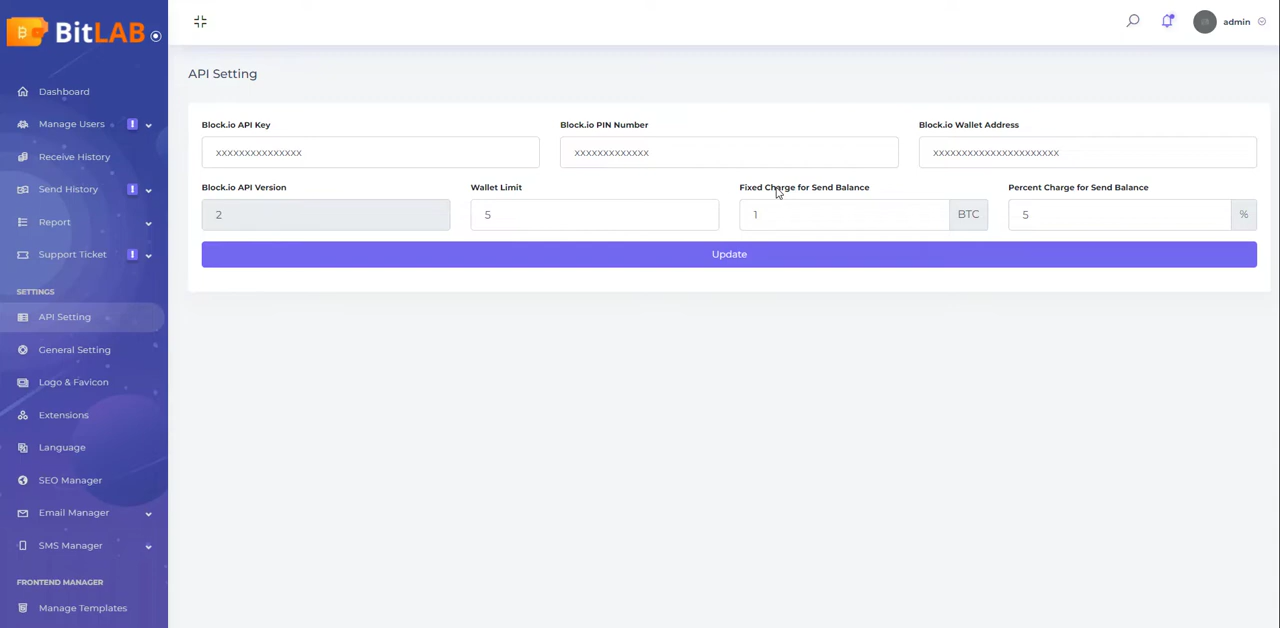 BitLAB
admin
Dashboard
Manage Users
Receive History
Send History
Report
Support Ticket
SETTINGS
API Setting
General Setting
Logo & Favicon
Extensions
Language
SEO Manager
Email Manager
SMS Manager
FRONTEND MANAGER
Manage Templates
API Setting
Block.io API Key
Block.io PIN Number
Block.io Wallet Address
xxxxxxxxxxxxxxx
xxxxxxxxxxxxx
xxxxxxxxxxxxxxxxxxxxxx
Block.io API Version
Wallet Limit
Fixed Charge for Send Balance
Percent Charge for Send Balance
2
5
1
BTC
5
%
Update